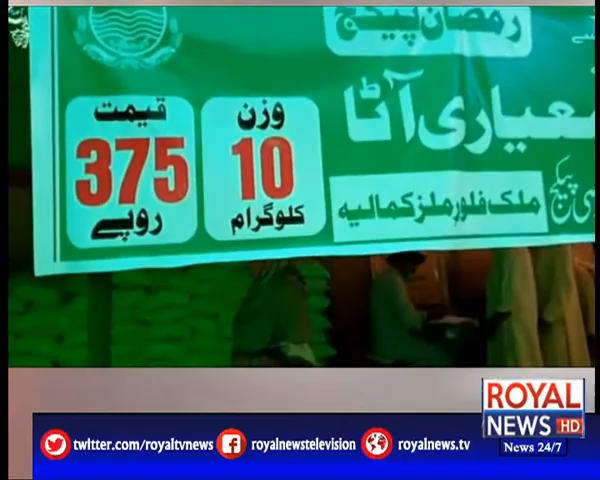 رمضان پیکج
معیاری آٹا
قیمت
375
روپے
وزن
10
کلوگرام
ملک فلور ملز کمالیہ
پیکج
ROYAL
NEWS HD
News 24/7
twitter.com/royaltvnews
royalnewstelevision
royalnews.tv